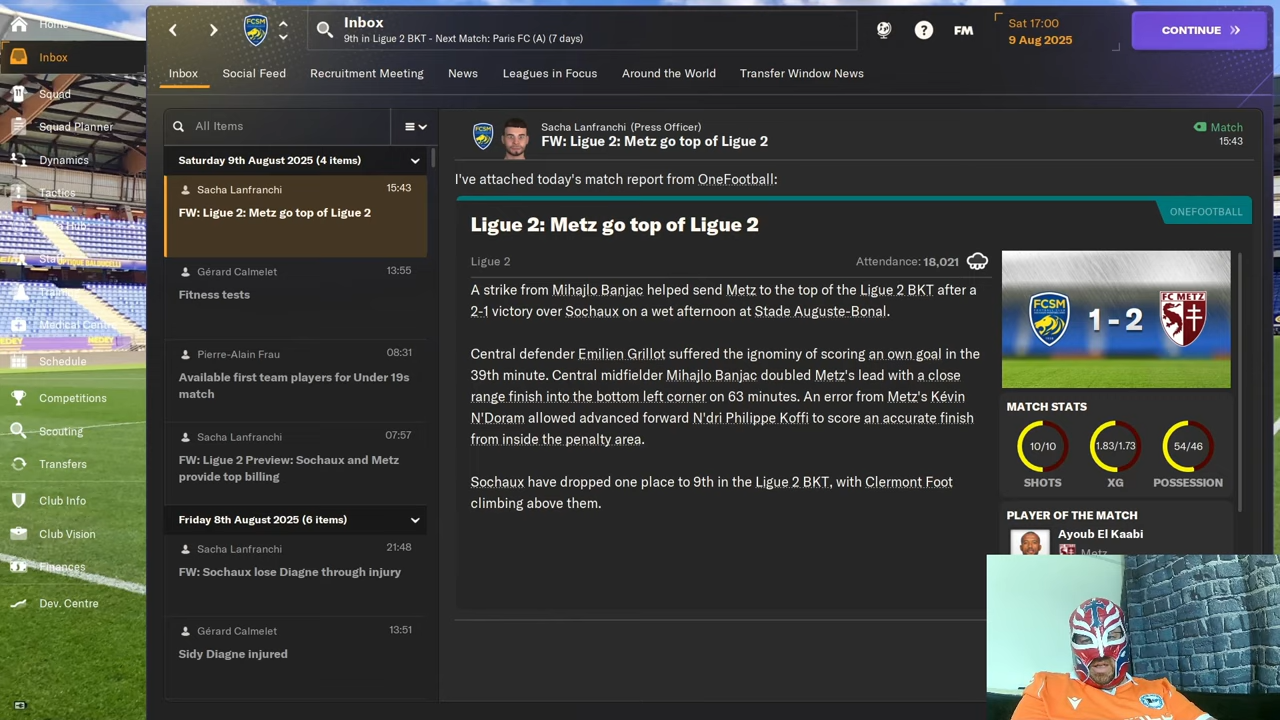 Home
Inbox
Squad
Squad Planner
Dynamics
Tactics
Schedule
Competitions
Scouting
Transfers
Club Info
Club Vision
Finances
Dev. Centre
FCSM
Inbox
9th in Ligue 2 BKT - Next Match: Paris FC (A) (7 days)
FM
Sat 17:00
9 Aug 2025
CONTINUE
Inbox
Social Feed
Recruitment Meeting
News
Leagues in Focus
Around the World
Transfer Window News
All Items
Saturday 9th August 2025 (4 items)
Sacha Lanfranchi
15:43
FW: Ligue 2: Metz go top of Ligue 2
Gérard Calmelet
13:55
Fitness tests
Pierre-Alain Frau
08:31
Available first team players for Under 19s
match
Sacha Lanfranchi
07:57
FW: Ligue 2 Preview: Sochaux and Metz
provide top billing
Friday 8th August 2025 (6 items)
Sacha Lanfranchi
21:48
FW: Sochaux lose Diagne through injury
Gérard Calmelet
13:51
Sidy Diagne injured
FCSM
Sacha Lanfranchi (Press Officer)
FW: Ligue 2: Metz go top of Ligue 2
Match
15:43
I've attached today's match report from OneFootball:
ONEFOOTBALL
Ligue 2: Metz go top of Ligue 2
Ligue 2
Attendance: 18,021
A strike from Mihajlo Banjac helped send Metz to the top of the Ligue 2 BKT after a
2-1 victory over Sochaux on a wet afternoon at Stade Auguste-Bonal.
Central defender Emilien Grillot suffered the ignominy of scoring an own goal in the
39th minute. Central midfielder Mihajlo Banjac doubled Metz's lead with a close
range finish into the bottom left corner on 63 minutes. An error from Metz's Kévin
N'Doram allowed advanced forward N'dri Philippe Koffi to score an accurate finish
from inside the penalty area.
Sochaux have dropped one place to 9th in the Ligue 2 BKT, with Clermont Foot
climbing above them.
FCSM
1 - 2
FC METZ
MATCH STATS
10/10
1.83/1.73
54/46
SHOTS
XG
POSSESSION
PLAYER OF THE MATCH
Ayoub El Kaabi
Metz